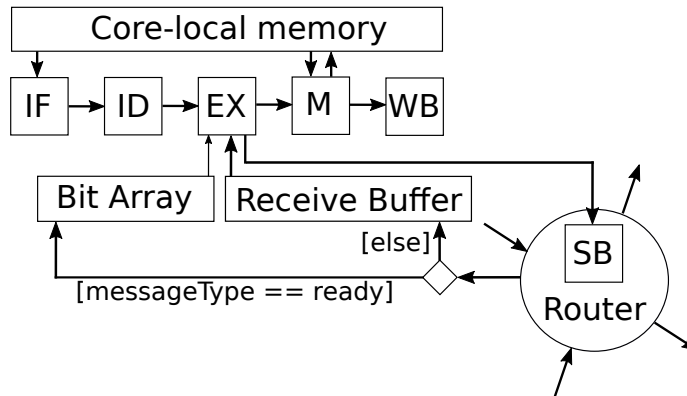 Core-local memory
IF
ID
EX
M
WB
Bit Array
Receive Buffer
[else]
SB
[messageType == ready]
Router